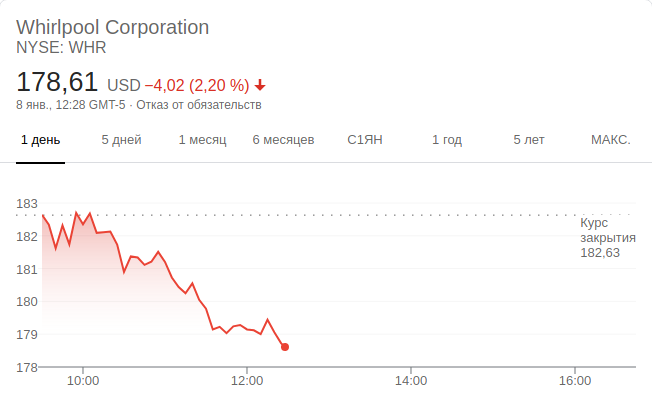 Whirlpool Corporation
NYSE: WHR
178,61 USD −4,02 (2,20 %)
8 янв., 12:28 GMT-5 · Отказ от обязательств
1 день 5 дней 1 месяц 6 месяцев С1ЯН 1 год 5 лет МАКС.
183
Курс
закрытия
182,63
182
181
180
179
178
10:00 12:00 14:00 16:00